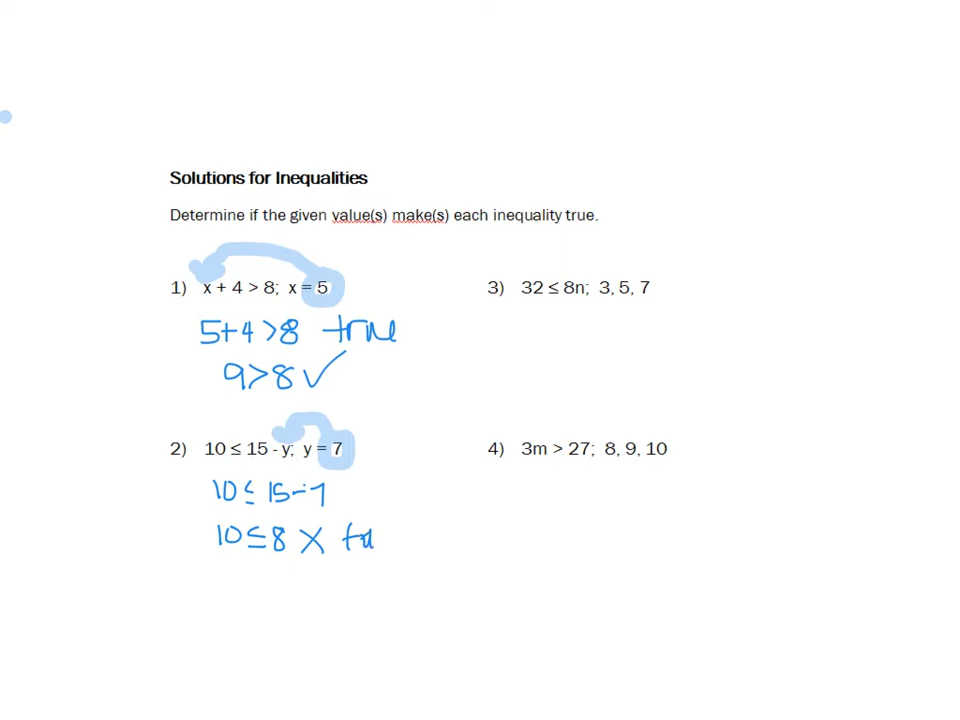 Solutions for Inequalities
Determine if the given value(s) make(s) each inequality true.
1) x + 4 > 8; x = 5
5+4 >8 true
9>8 ✓
2) 10 ≤ 15 - y; y = 7
10 ≤ 15-7
10≤8 X
3) 32 ≤ 8n; 3, 5, 7
4) 3m > 27; 8, 9, 10